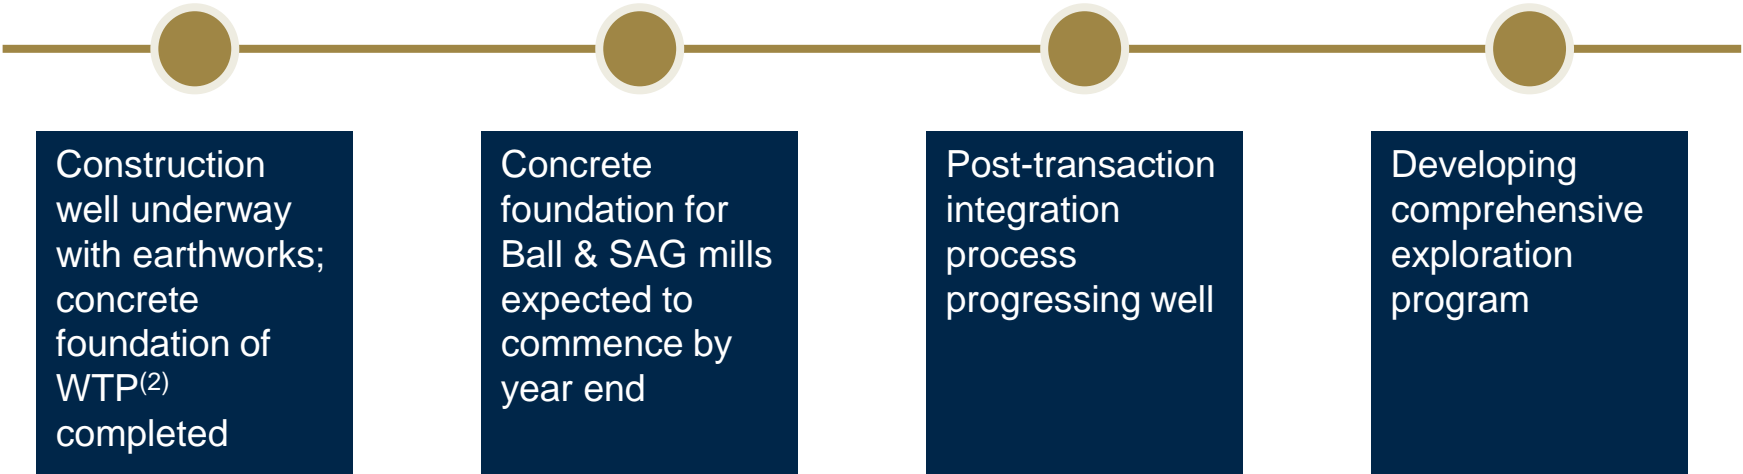 Construction
well underway
with earthworks;
concrete
foundation of
WTP(2)
completed
Concrete
foundation for
Ball & SAG mills
expected to
commence by
year end
Post-transaction
integration
process
progressing well
Developing
comprehensive
exploration
program